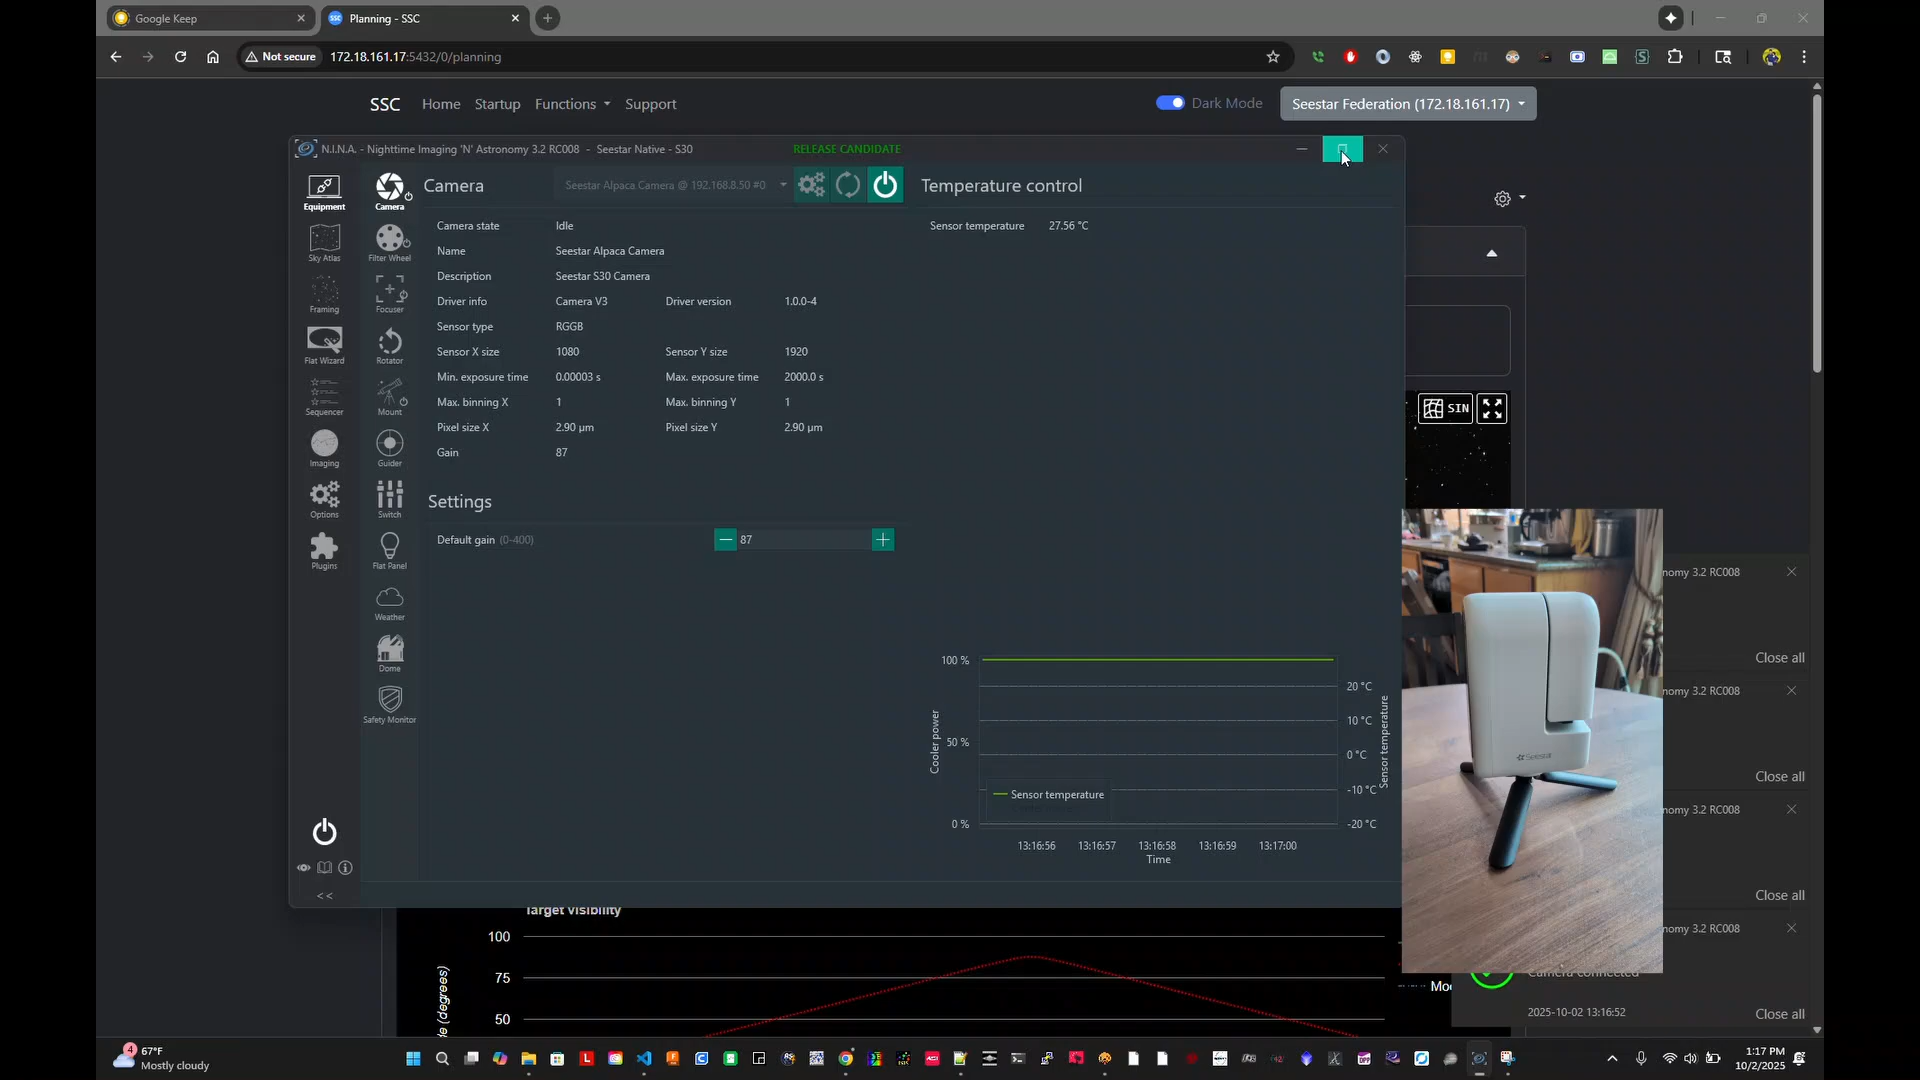 Google Keep
Planning - SSC
Not secure
172.18.161.17:5432/0/planning
SSC
Home
Startup
Functions
Support
Dark Mode
Seestar Federation (172.18.161.17)
N.I.N.A. - Nighttime Imaging 'N' Astronomy 3.2 RC008 - Seestar Native - S30
RELEASE CANDIDATE
Equipment
Sky Atlas
Framing
Flat Wizard
Sequencer
Imaging
Options
Plugins
<<
Camera
Filter Wheel
Focuser
Rotator
Mount
Guider
Switch
Flat Panel
Weather
Dome
Safety Monitor
Camera
Seestar Alpaca Camera @ 192.168.8.50 #0
Camera state Idle
Name Seestar Alpaca Camera
Description Seestar S30 Camera
Driver info Camera V3 Driver version 1.0.0-4
Sensor type RGGB
Sensor X size 1080 Sensor Y size 1920
Min. exposure time 0.00003 s Max. exposure time 2000.0 s
Max. binning X 1 Max. binning Y 1
Pixel size X 2.90 µm Pixel size Y 2.90 µm
Gain 87
Settings
Default gain (0-400) 87
Temperature control
Sensor temperature 27.56 °C
100 %
50 %
0 %
Cooler power
20 °C
10 °C
0 °C
-10 °C
-20 °C
Sensor temperature
Sensor temperature
13:16:56 13:16:57 13:16:58 13:16:59 13:17:00
Time
SIN
Seestar
nomy 3.2 RC008
Close all
nomy 3.2 RC008
Close all
nomy 3.2 RC008
Close all
nomy 3.2 RC008
Camera connected
2025-10-02 13:16:52
Close all
Target visibility
100
75
50
de (degrees)
Moo
4
67°F
Mostly cloudy
1:17 PM
10/2/2025